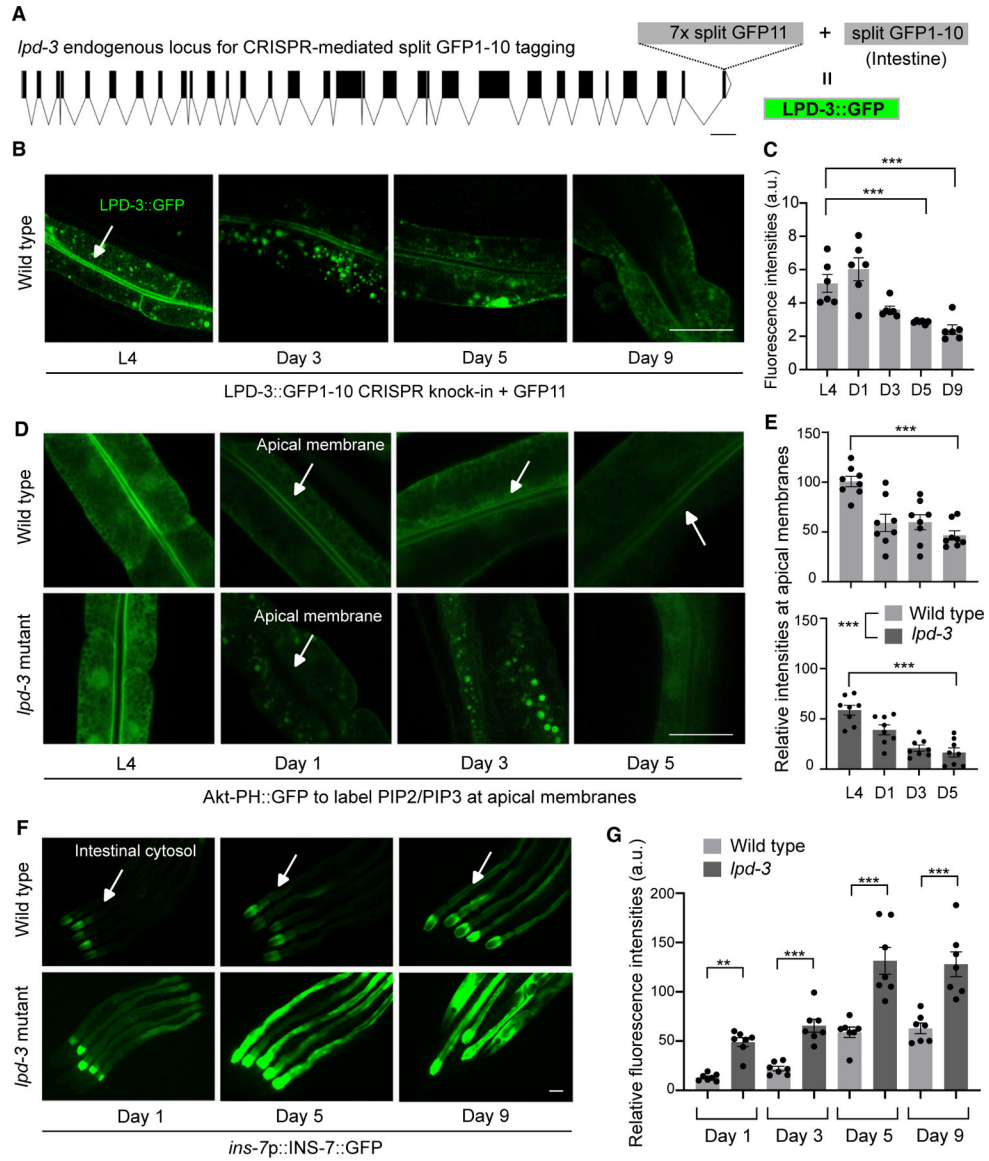 A
lpd-3 endogenous locus for CRISPR-mediated split GFP1-10 tagging
7x split GFP11
+
split GFP1-10
(Intestine)
=
LPD-3::GFP
B
Wild type
LPD-3::GFP
L4
Day 3
Day 5
Day 9
LPD-3::GFP1-10 CRISPR knock-in + GFP11
C
Fluorescence intensities (a.u.)
***
***
10
8
6
4
2
0
L4
D1
D3
D5
D9
D
Wild type
Apical membrane
lpd-3 mutant
Apical membrane
L4
Day 1
Day 3
Day 5
Akt-PH::GFP to label PIP2/PIP3 at apical membranes
E
Relative intensities at apical membranes
150
***
100
50
0
150
***
Wild type
lpd-3
100
***
50
0
L4
D1
D3
D5
F
Wild type
Intestinal cytosol
lpd-3 mutant
Day 1
Day 5
Day 9
ins-7p::INS-7::GFP
G
Wild type
lpd-3
Relative fluorescence intensities (a.u.)
200
150
100
50
0
**
***
***
***
Day 1
Day 3
Day 5
Day 9